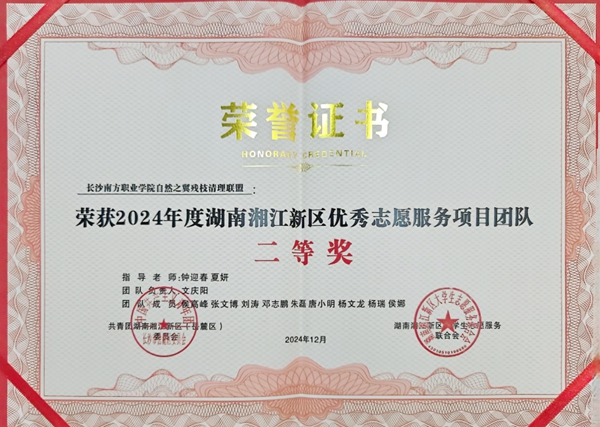 荣誉证书
HONORARY CREDENTIAL
长沙南方职业学院自然之翼残枝清理联盟：
荣获2024年度湖南湘江新区优秀志愿服务项目团队
二等奖
指导老师:钟迎春 夏妍
团队负责人:文庆阳
团队成员:嘉峰 张文博 刘涛 邓志鹏 朱磊 唐小明 杨文龙 杨瑞 侯娜
共青团湖南湘江新区（岳麓区）
委员会
湖南湘江新区大学生志愿服务
联合会
2024年12月